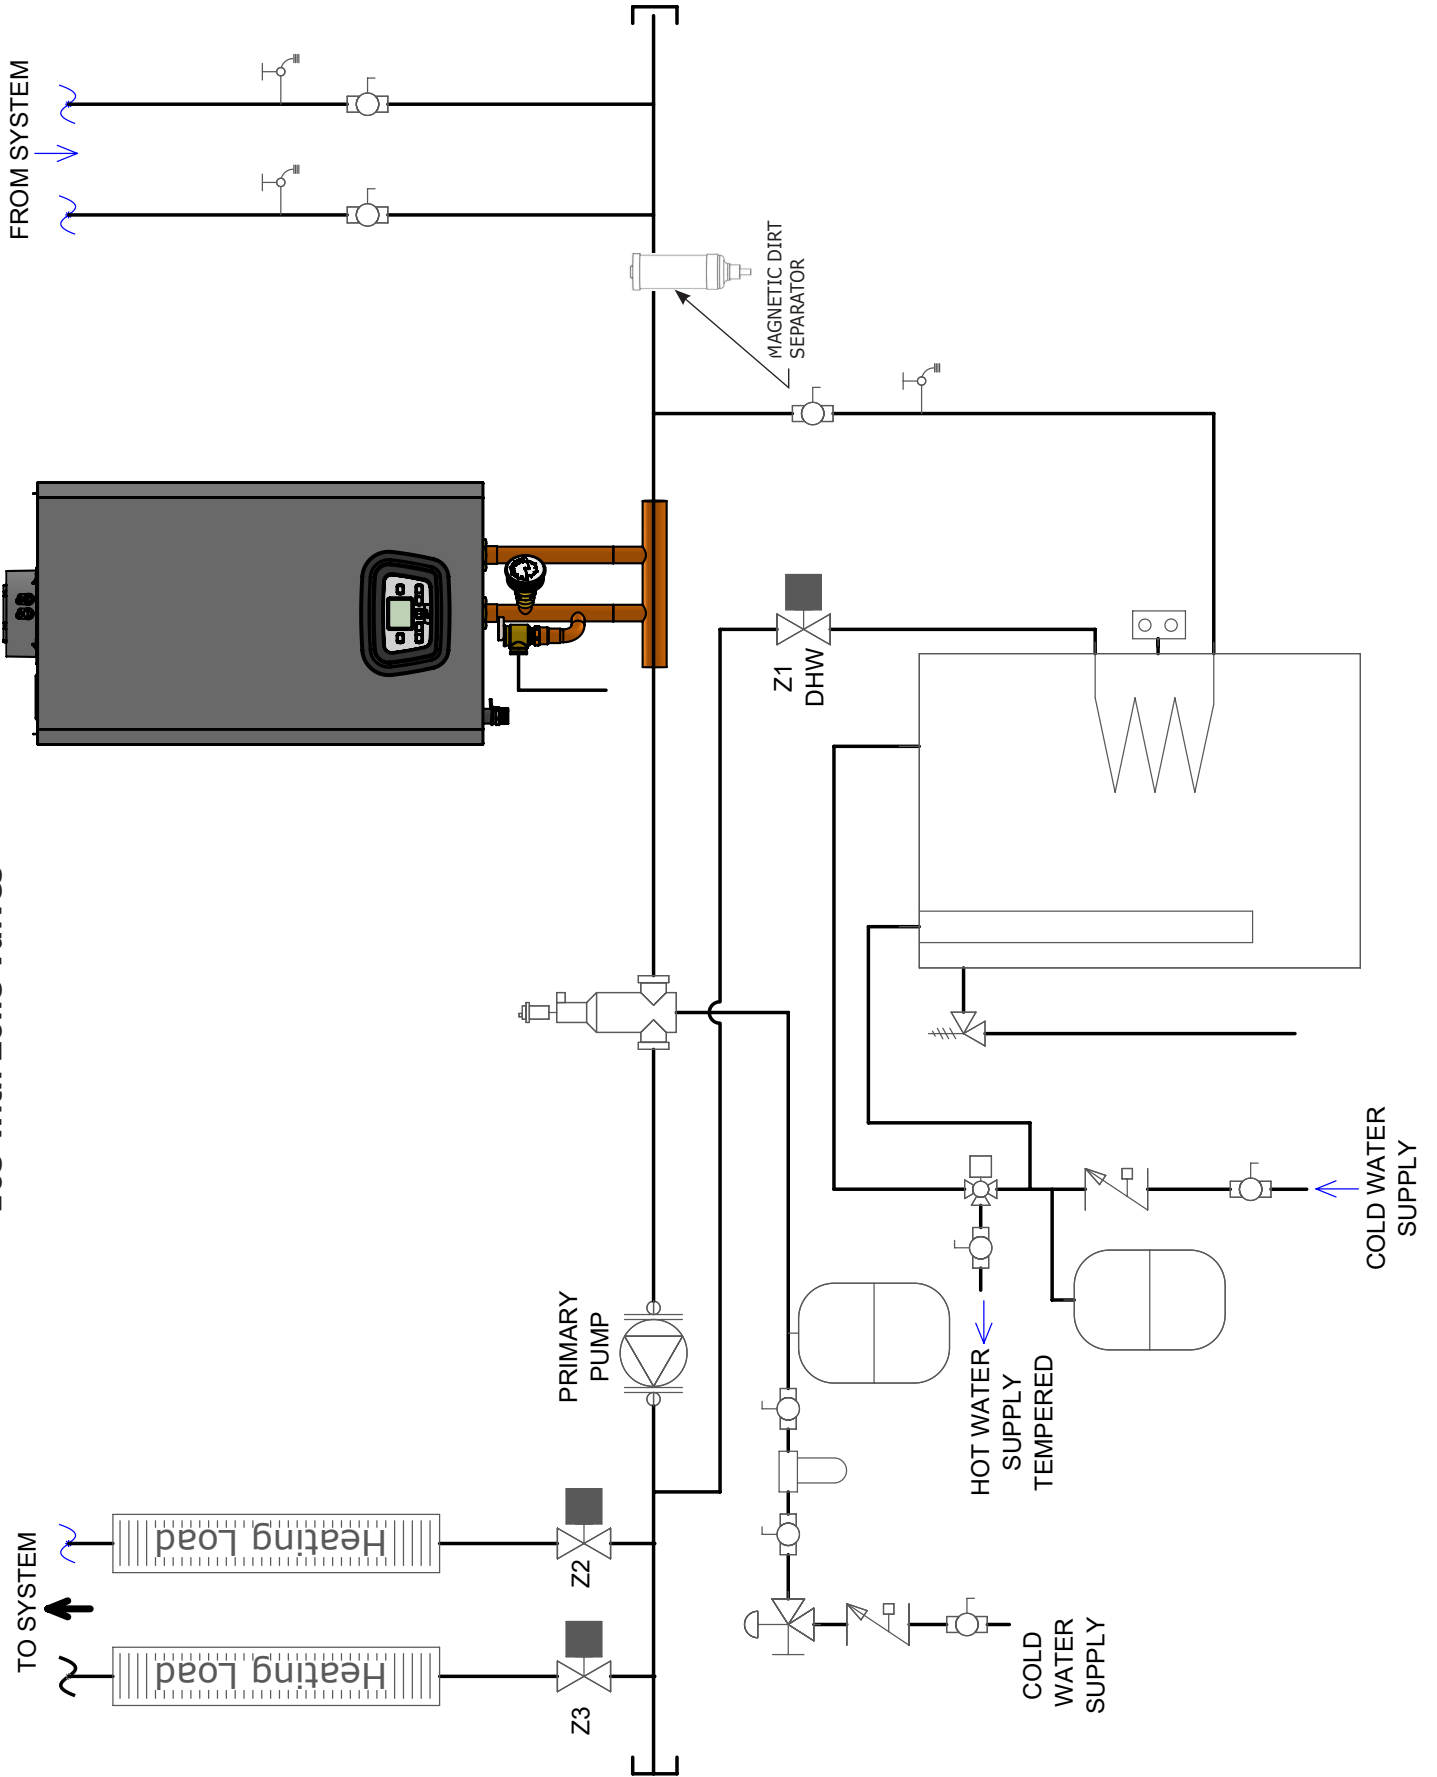 TO SYSTEM
FROM SYSTEM
Heating Load
Heating Load
Z3
Z2
PRIMARY
PUMP
Z1
DHW
MAGNETIC DIRT
SEPARATOR
COLD
WATER
SUPPLY
HOT WATER
SUPPLY
TEMPERED
COLD WATER
SUPPLY